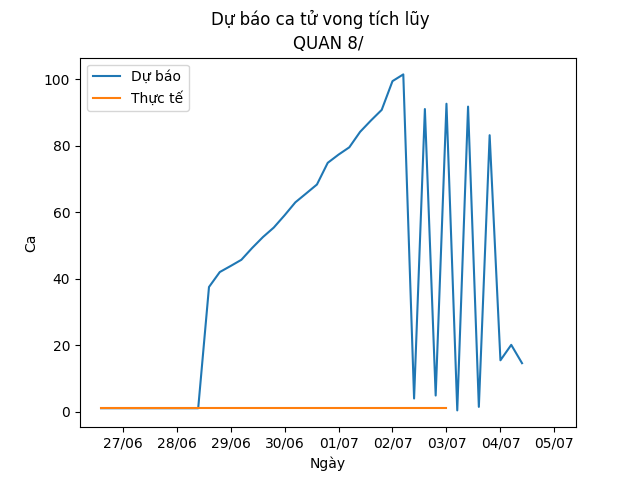 Dự báo ca tử vong tích lũy
QUAN 8/
Dự báo
Thực tế
100
80
60
40
20
0
Ca
27/06 28/06 29/06 30/06 01/07 02/07 03/07 04/07 05/07
Ngày